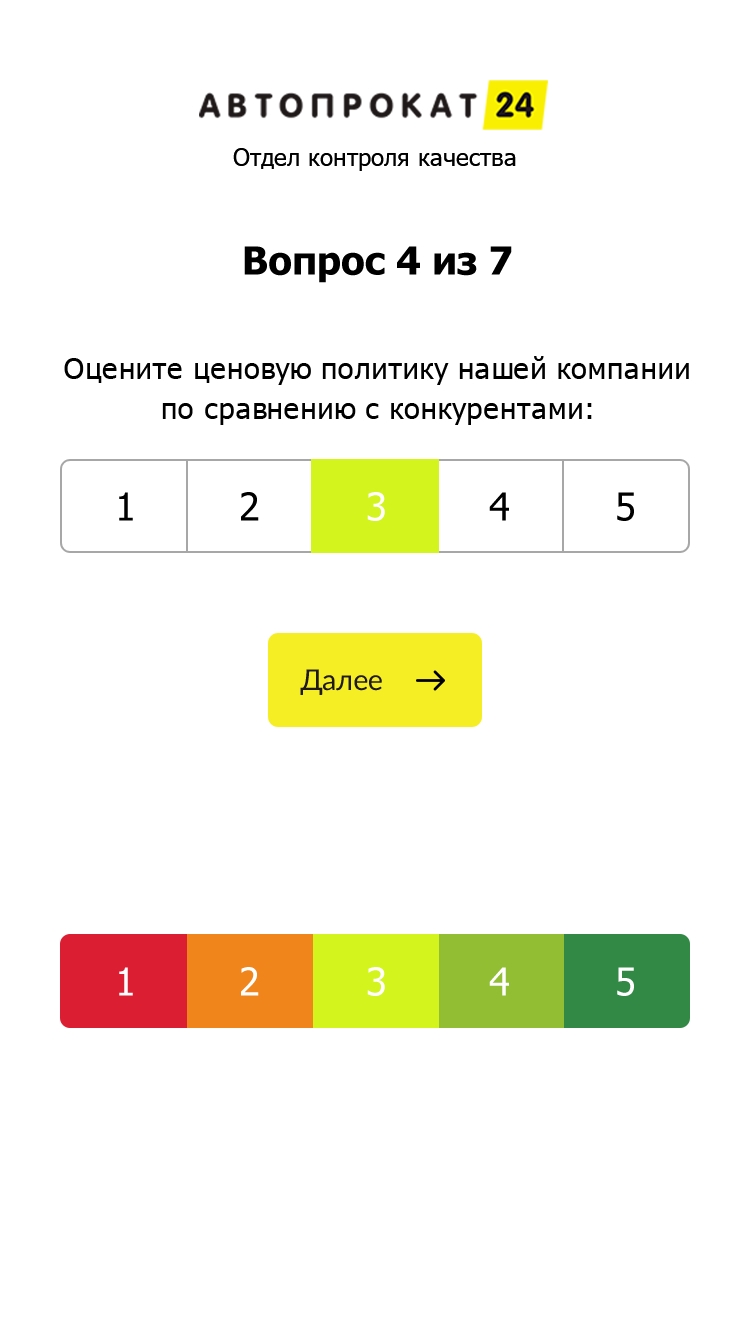 АВТОПРОКАТ 24
Отдел контроля качества
Вопрос 4 из 7
Оцените ценовую политику нашей компании
по сравнению с конкурентами:
1 2 3 4 5
Далее →
1 2 3 4 5